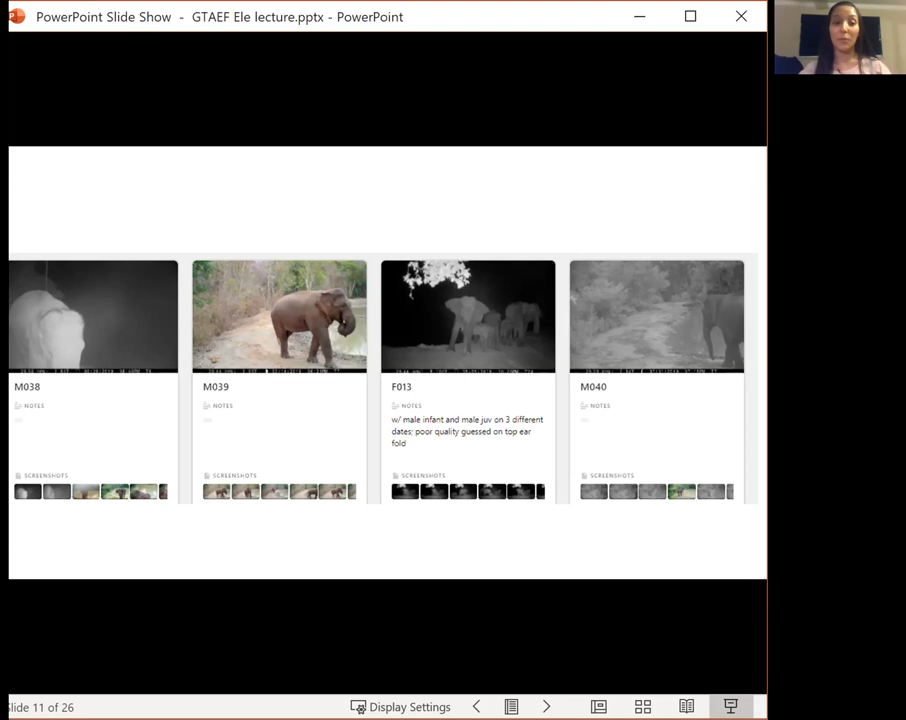 PowerPoint Slide Show - GTAEF Ele lecture.pptx - PowerPoint
M038
NOTES
SCREENSHOTS
M039
NOTES
SCREENSHOTS
F013
NOTES
w/ male infant and male juv on 3 different
dates; poor quality guessed on top ear
fold
SCREENSHOTS
M040
NOTES
SCREENSHOTS
Slide 11 of 26
Display Settings